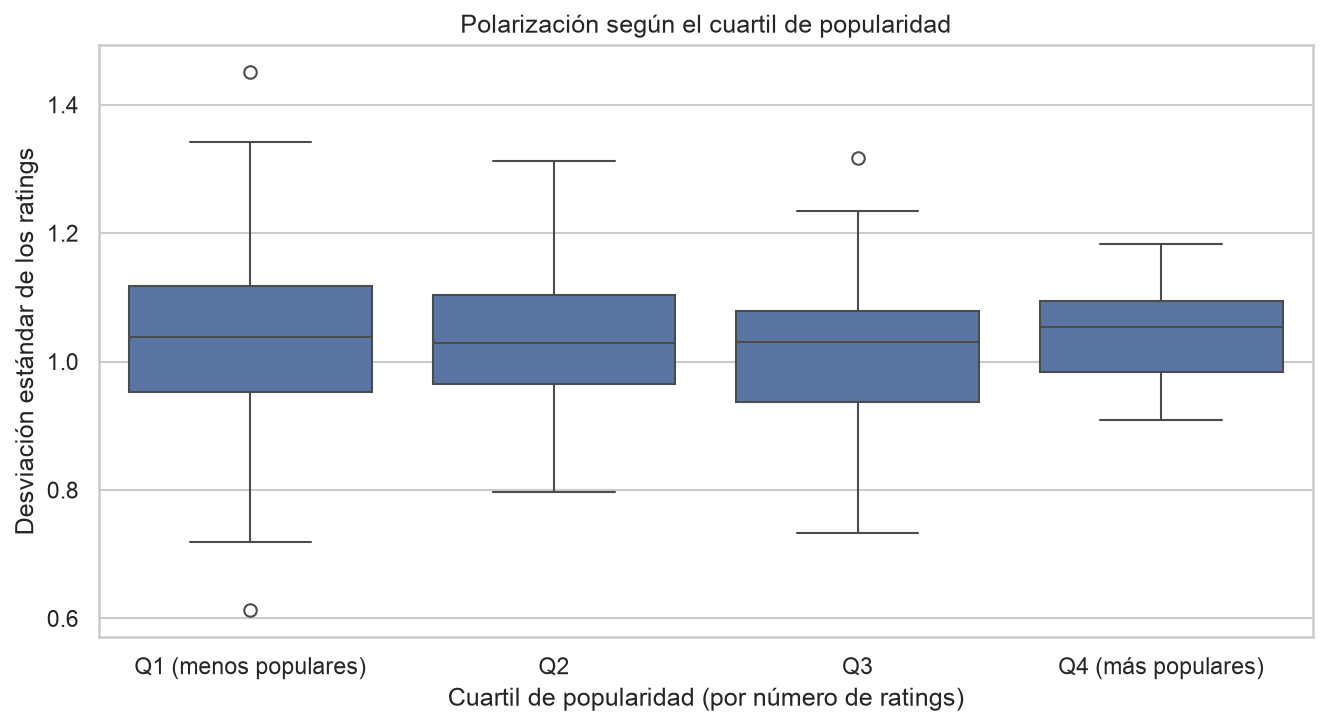 Polarización según el cuartil de popularidad
Desviación estándar de los ratings
1.4
1.2
1.0
0.8
0.6
Q1 (menos populares)
Q2
Q3
Q4 (más populares)
Cuartil de popularidad (por número de ratings)